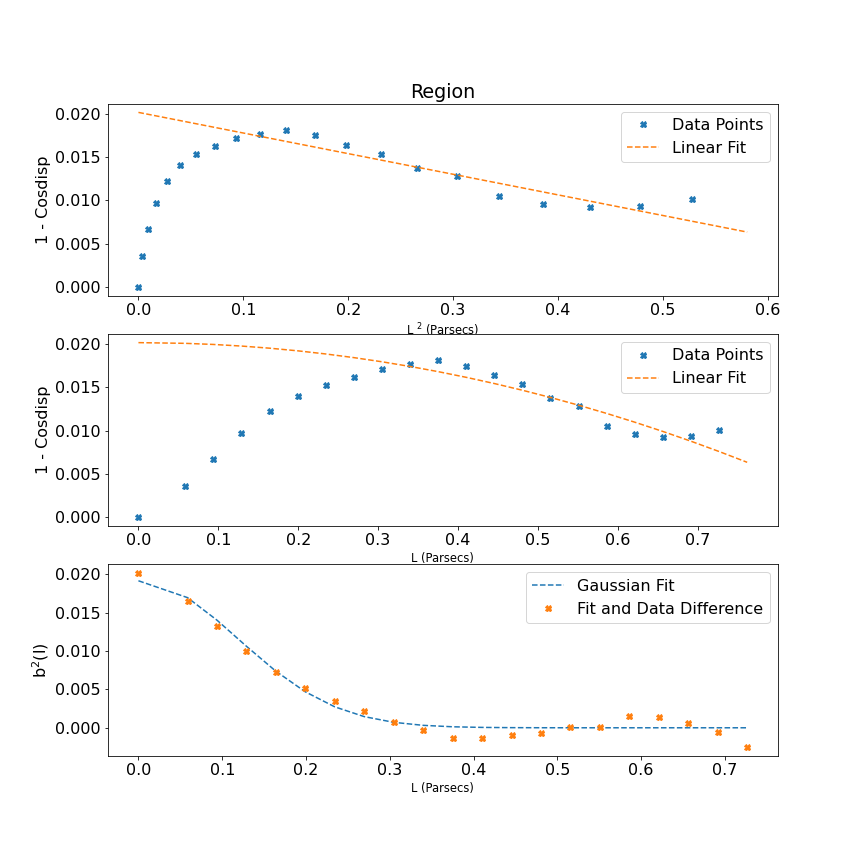 Region
1 - Cosdisp
0.020
0.015
0.010
0.005
0.000
Data Points
Linear Fit
0.0 0.1 0.2 0.3 0.4 0.5 0.6
L ² (Parsecs)
1 - Cosdisp
0.020
0.015
0.010
0.005
0.000
Data Points
Linear Fit
0.0 0.1 0.2 0.3 0.4 0.5 0.6 0.7
L (Parsecs)
b²(l)
0.020
0.015
0.010
0.005
0.000
Gaussian Fit
Fit and Data Difference
0.0 0.1 0.2 0.3 0.4 0.5 0.6 0.7
L (Parsecs)